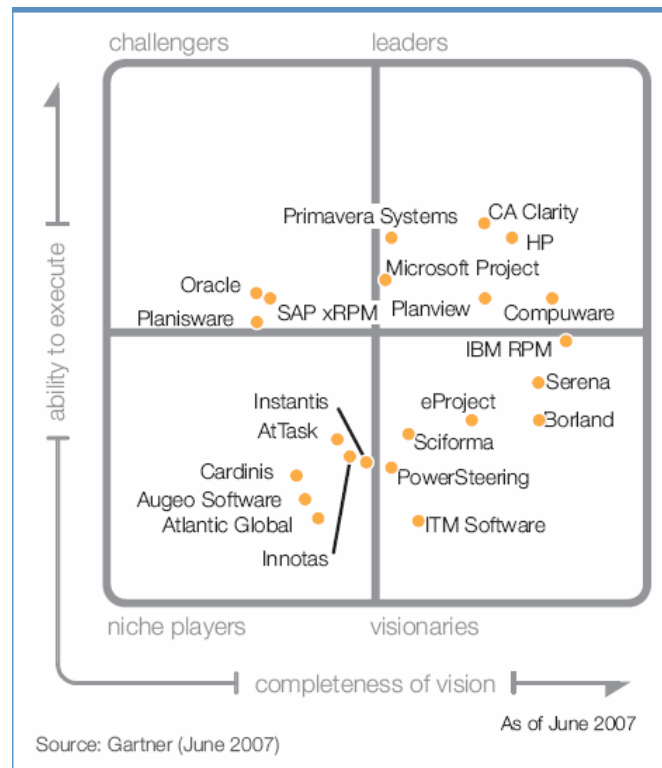 challengers
leaders
Primavera Systems
CA Clarity
HP
Microsoft Project
Oracle
SAP xRPM
Planview
Compuware
Planisware
ability to execute
IBM RPM
Serena
Instantis
eProject
Borland
AtTask
Sciforma
Cardinis
PowerSteering
Augeo Software
Atlantic Global
ITM Software
Innotas
niche players
visionaries
completeness of vision
As of June 2007
Source: Gartner (June 2007)